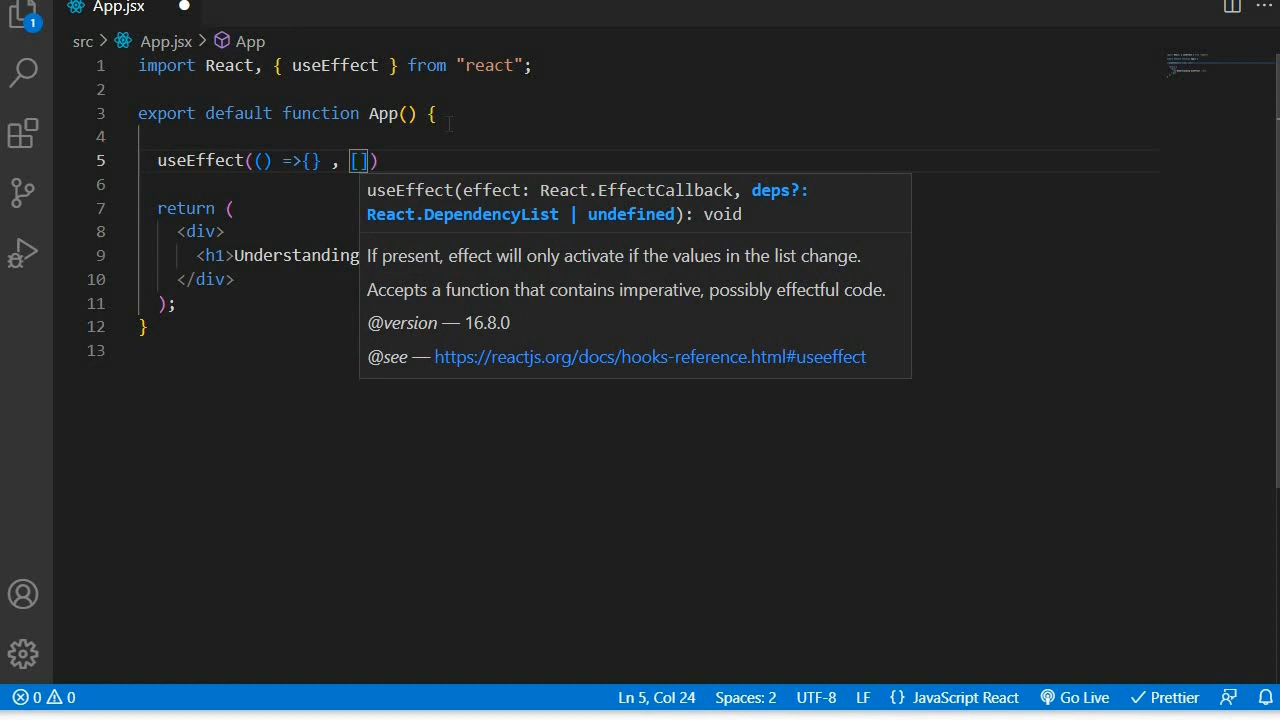 App.jsx
1
src > App.jsx > App
1 import React, { useEffect } from "react";
2
3 export default function App() {
4
5 useEffect(() =>{} , [])
6
7 return (
8 <div>
9 <h1>Understanding
10 </div>
11 );
12 }
13
useEffect(effect: React.EffectCallback, deps?:
React.DependencyList | undefined): void
If present, effect will only activate if the values in the list change.
Accepts a function that contains imperative, possibly effectful code.
@version — 16.8.0
@see — https://reactjs.org/docs/hooks-reference.html#useeffect
0 0 Ln 5, Col 24 Spaces: 2 UTF-8 LF {} JavaScript React Go Live Prettier